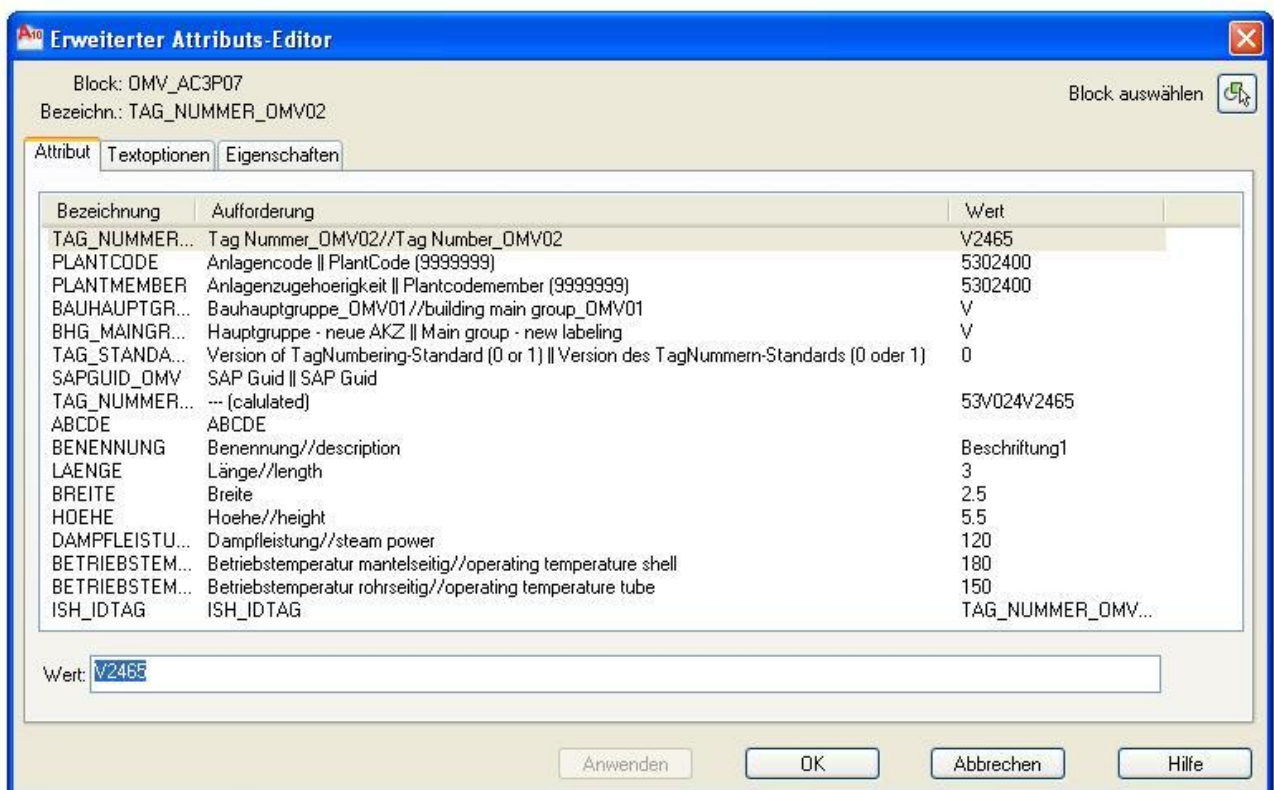 A10 Erweiterter Attributs-Editor
Block: OMV_AC3P07
Block auswählen
Bezeichn.: TAG_NUMMER_OMV02
Attribut Textoptionen Eigenschaften
Bezeichnung Aufforderung Wert
TAG_NUMMER... Tag Nummer_OMV02//Tag Number_OMV02 V2465
PLANTCODE Anlagencode || PlantCode (9999999) 5302400
PLANTMEMBER Anlagenzugehoerigkeit || Plantcodemember (9999999) 5302400
BAUHAUPTGR... Bauhauptgruppe_OMV01//building main group_OMV01 V
BHG_MAINGR... Hauptgruppe - neue AKZ || Main group - new labeling V
TAG_STANDA... Version of TagNumbering-Standard (0 or 1) || Version des TagNummern-Standards (0 oder 1) 0
SAPGUID_OMV SAP Guid || SAP Guid
TAG_NUMMER... --- (calulated) 53V024V2465
ABCDE ABCDE
BENENNUNG Benennung//description Beschriftung1
LAENGE Länge//length 3
BREITE Breite 2.5
HOEHE Hoehe//height 5.5
DAMPFLEISTU... Dampfleistung//steam power 120
BETRIEBSTEM... Betriebstemperatur mantelseitig//operating temperature shell 180
BETRIEBSTEM... Betriebstemperatur rohrseitig//operating temperature tube 150
ISH_IDTAG ISH_IDTAG TAG_NUMMER_OMV...
Wert: V2465
Anwenden OK Abbrechen Hilfe